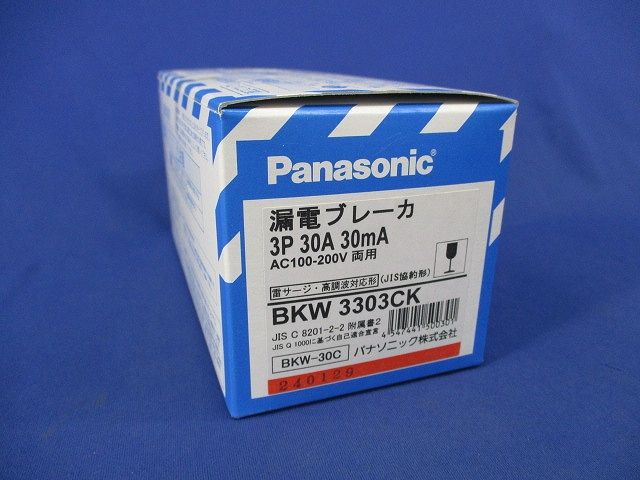 Panasonic
漏電ブレーカ
3P 30A 30mA
AC100-200V 両用
雷サージ・高調波対応形 (JIS協約形)
BKW 3303CK
JIS C 8201-2-2 附属書2
JIS Q 1000に基づく自己適合宣言
4547441500301
BKW-30C パナソニック株式会社
240129